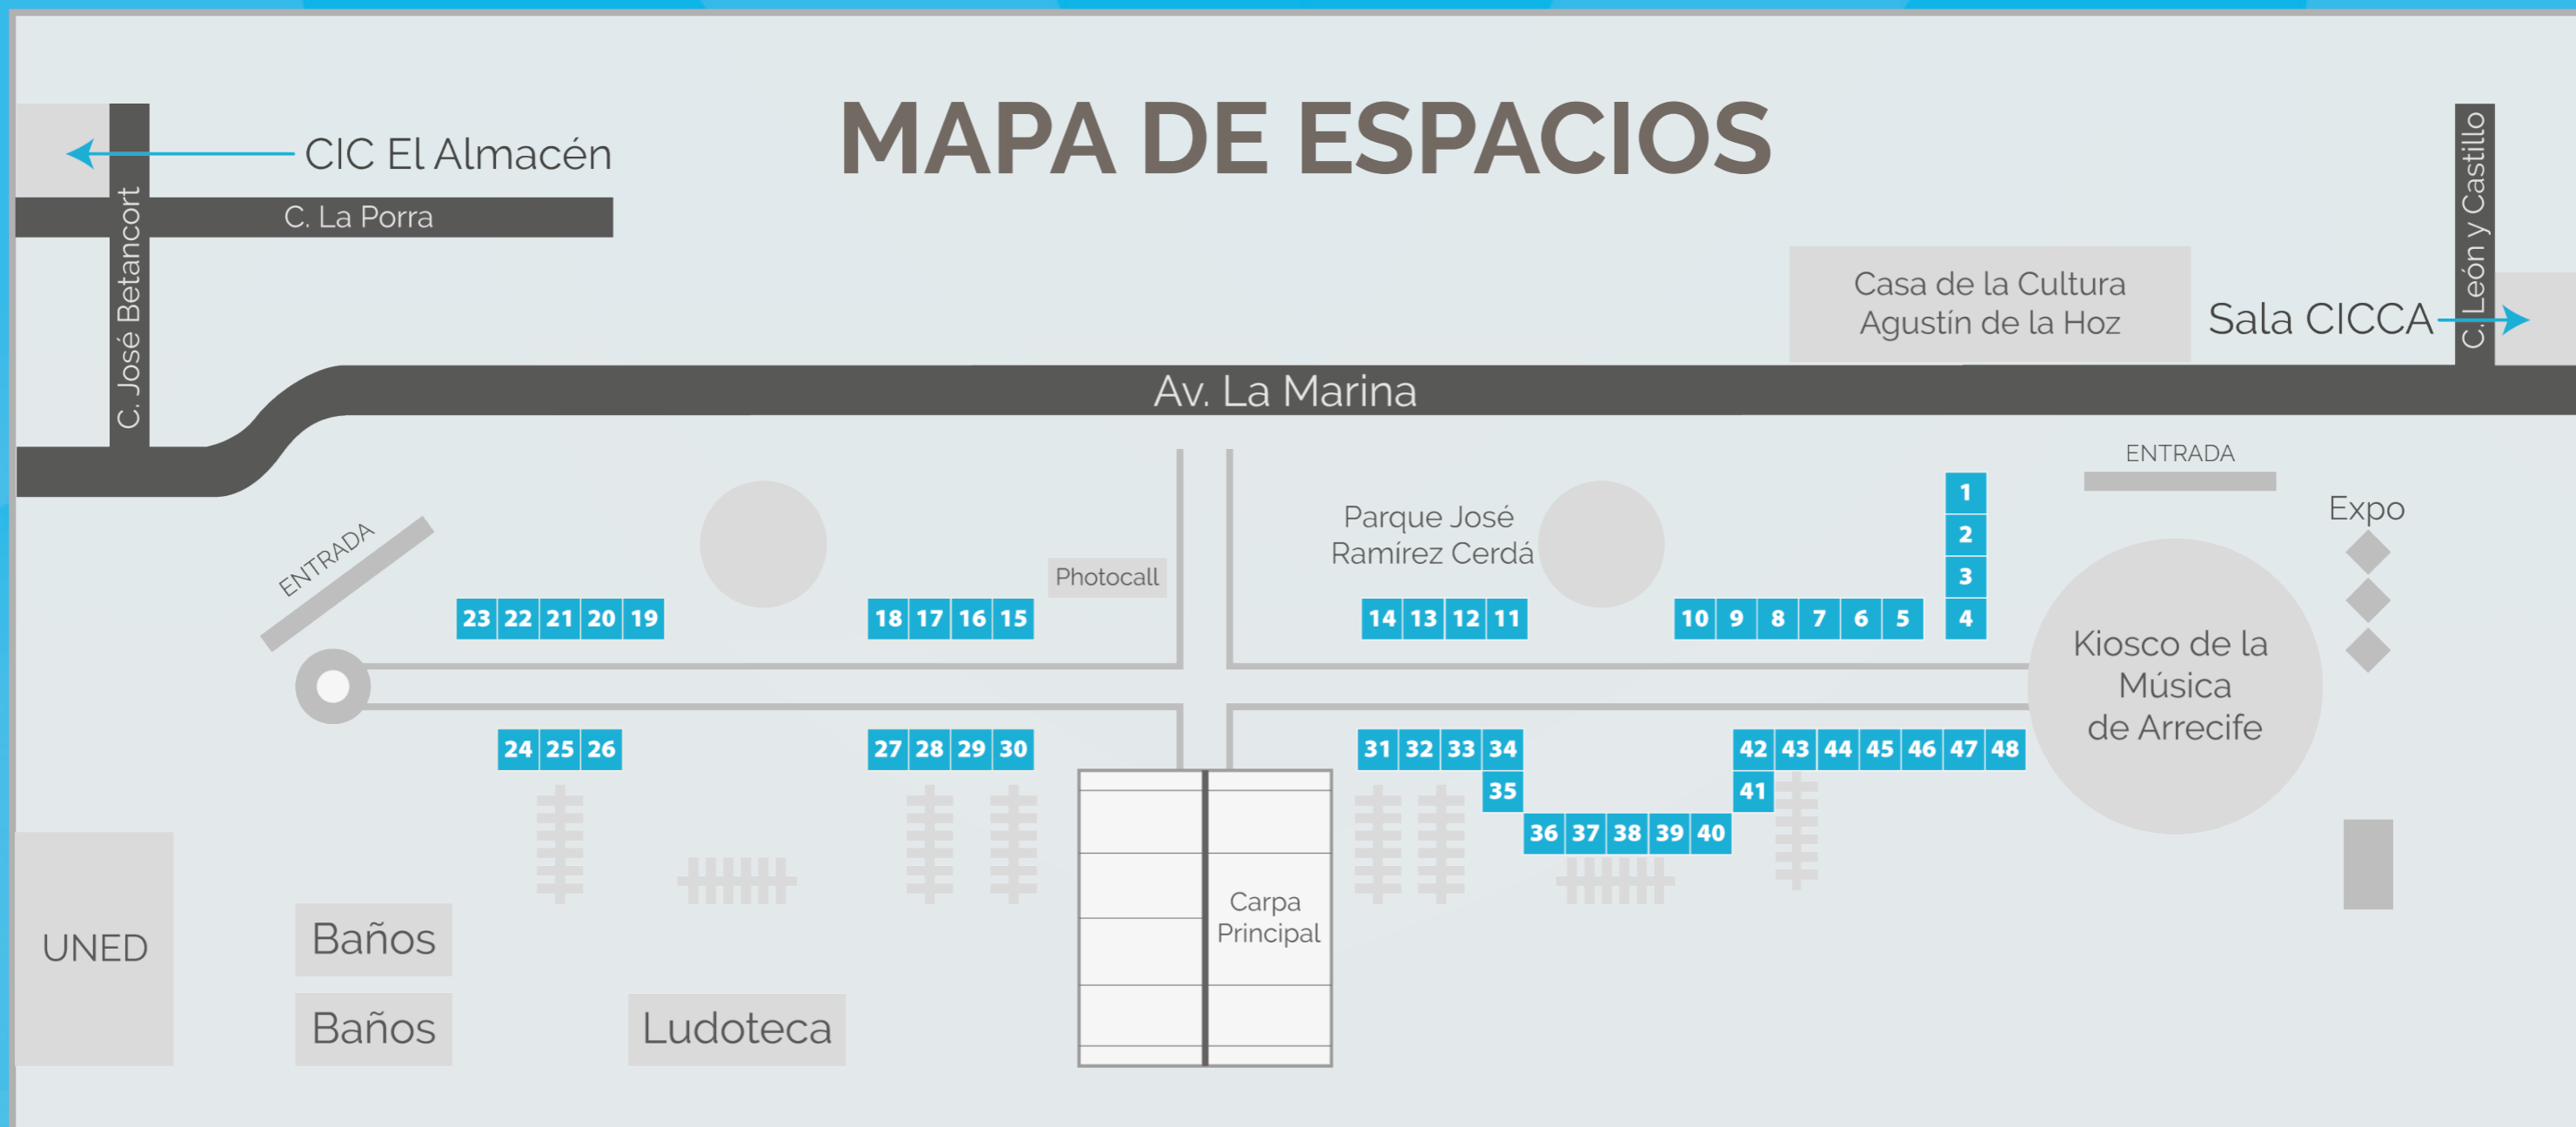 MAPA DE ESPACIOS
CIC El Almacén
C. La Porra
C. José Betancort
C. León y Castillo
Casa de la Cultura
Agustín de la Hoz
Sala CICCA
Av. La Marina
ENTRADA
ENTRADA
Expo
Parque José
Ramírez Cerdá
Photocall
1
2
3
4
23 22 21 20 19
18 17 16 15
14 13 12 11
10 9 8 7 6 5
Kiosco de la
Música
de Arrecife
24 25 26
27 28 29 30
31 32 33 34
35
36 37 38 39 40
41
42 43 44 45 46 47 48
Carpa
Principal
UNED
Baños
Baños
Ludoteca